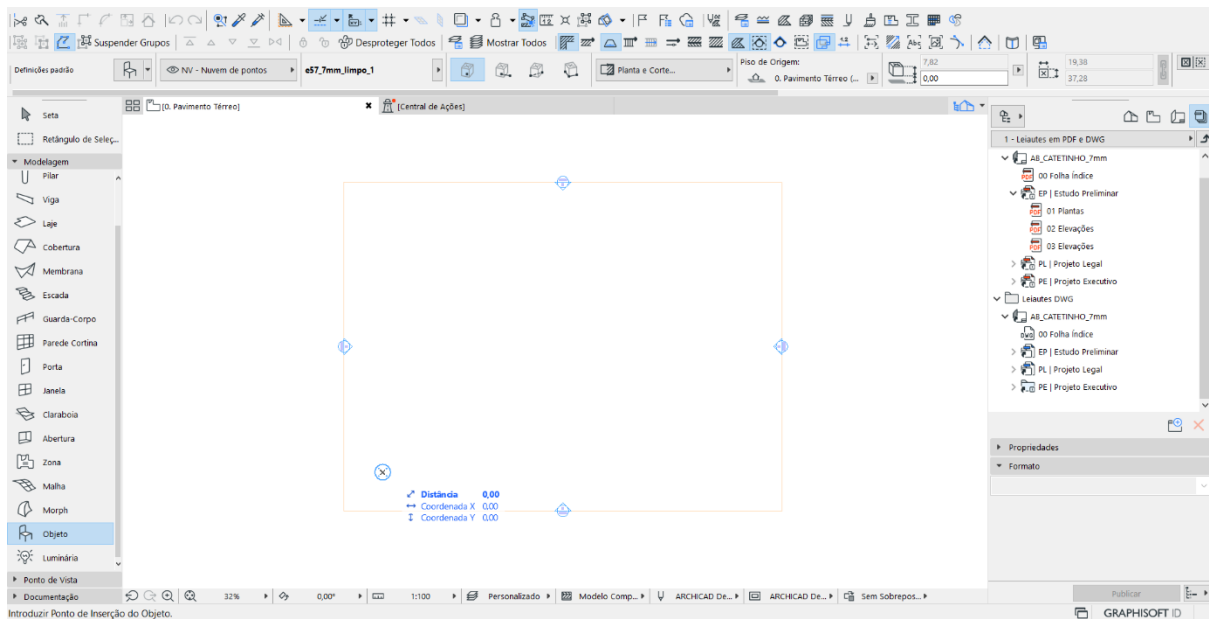 Suspender Grupos
Desproteger Todos
Mostrar Todos
Abc
Definições padrão
NV - Nuvem de pontos
e57_7mm_limpo_1
Planta e Corte...
Piso de Origem:
0. Pavimento Térreo (...
7,82
0,00
19,38
37,28
[0. Pavimento Térreo]
[Central de Ações]
Seta
Retângulo de Seleç...
Modelagem
Pilar
Viga
Laje
Cobertura
Membrana
Escada
Guarda-Corpo
Parede Cortina
Porta
Janela
Claraboia
Abertura
Zona
Malha
Morph
Objeto
Luminária
Ponto de Vista
Documentação
Distância 0,00
Coordenada X 0,00
Coordenada Y 0,00
1 - Leiautes em PDF e DWG
AB_CATETINHO_7mm
PDF 00 Folha Índice
EP | Estudo Preliminar
PDF 01 Plantas
PDF 02 Elevações
PDF 03 Elevações
PL | Projeto Legal
PE | Projeto Executivo
Leiautes DWG
AB_CATETINHO_7mm
DWG 00 Folha Índice
EP | Estudo Preliminar
PL | Projeto Legal
PE | Projeto Executivo
Propriedades
Formato
32%
0,00°
1:100
Personalizado
Modelo Comp...
ARCHICAD De...
ARCHICAD De...
Sem Sobrepos...
Publicar
Introduzir Ponto de Inserção do Objeto.
GRAPHISOFT ID